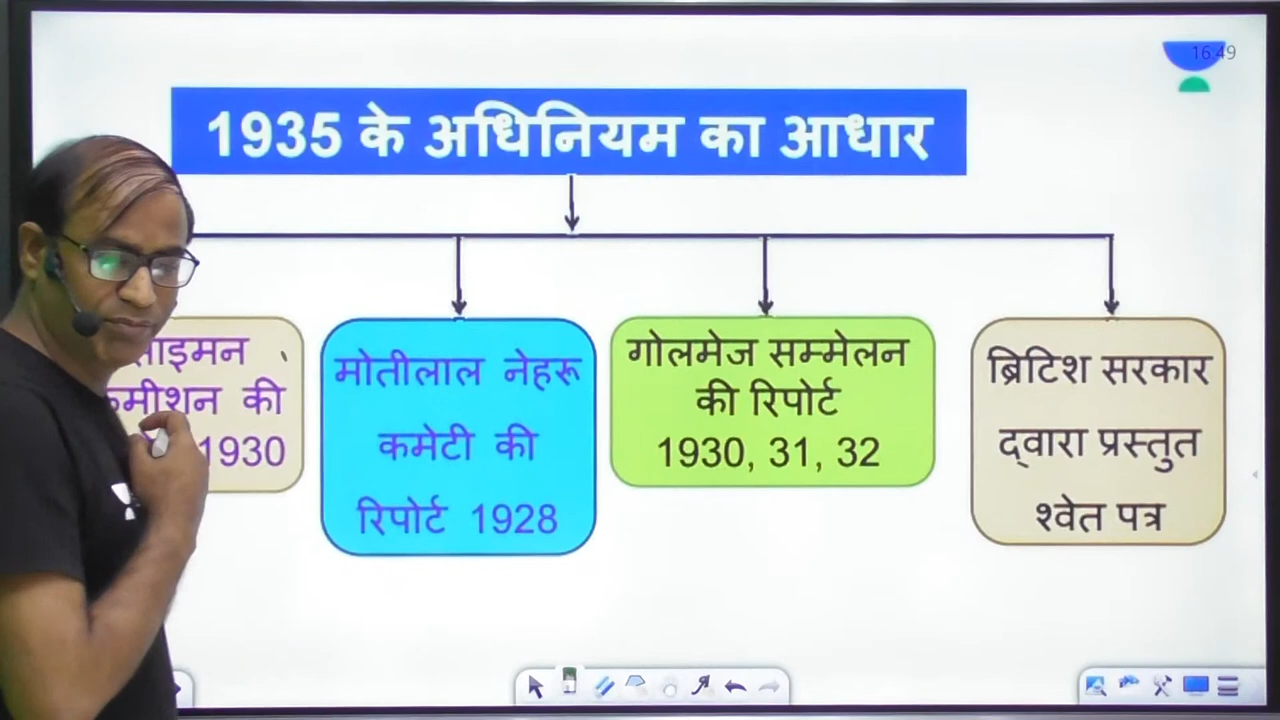 16:49
1935 के अधिनियम का आधार
की
1930
मोतीलाल नेहरू
कमेटी की
रिपोर्ट 1928
गोलमेज सम्मेलन
की रिपोर्ट
1930, 31, 32
ब्रिटिश सरकार
द्वारा प्रस्तुत
श्वेत पत्र